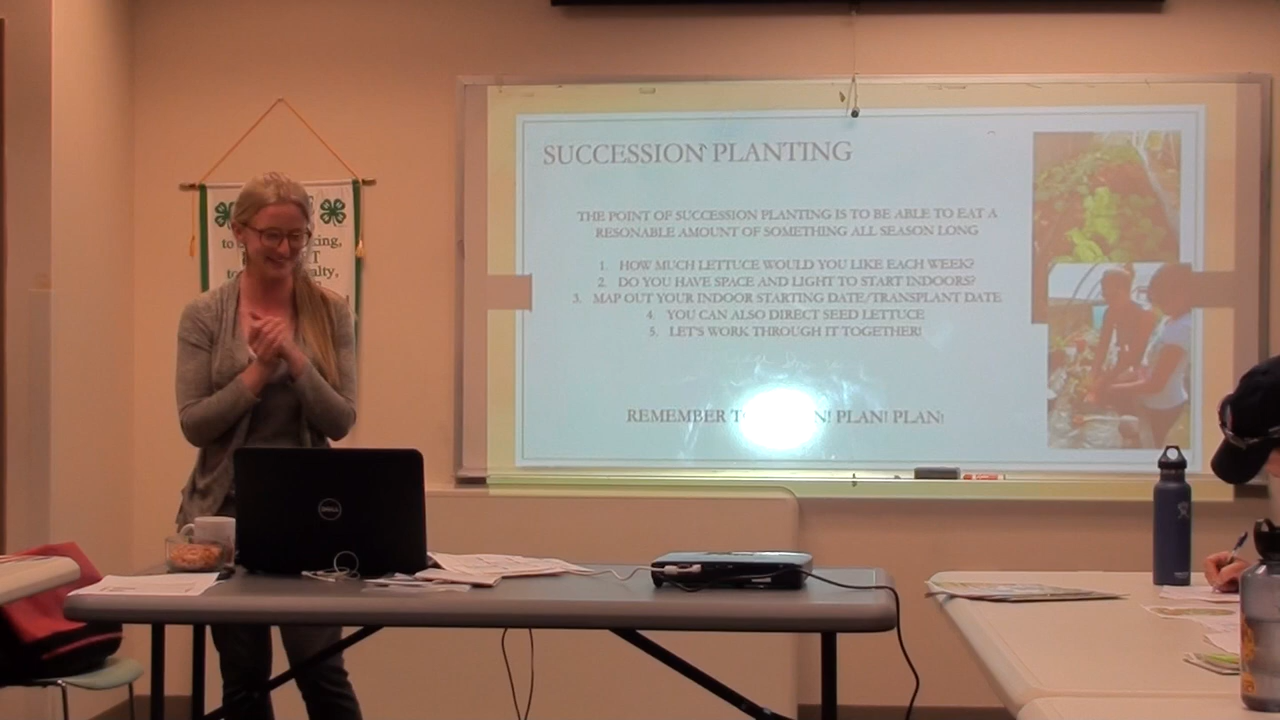 SUCCESSION PLANTING
THE POINT OF SUCCESSION PLANTING IS TO BE ABLE TO EAT A
RESONABLE AMOUNT OF SOMETHING ALL SEASON LONG
1. HOW MUCH LETTUCE WOULD YOU LIKE EACH WEEK?
2. DO YOU HAVE SPACE AND LIGHT TO START INDOORS?
3. MAP OUT YOUR INDOOR STARTING DATE/TRANSPLANT DATE
4. YOU CAN ALSO DIRECT SEED LETTUCE
5. LET'S WORK THROUGH IT TOGETHER!
REMEMBER PLAN! PLAN!
to
to
DELL